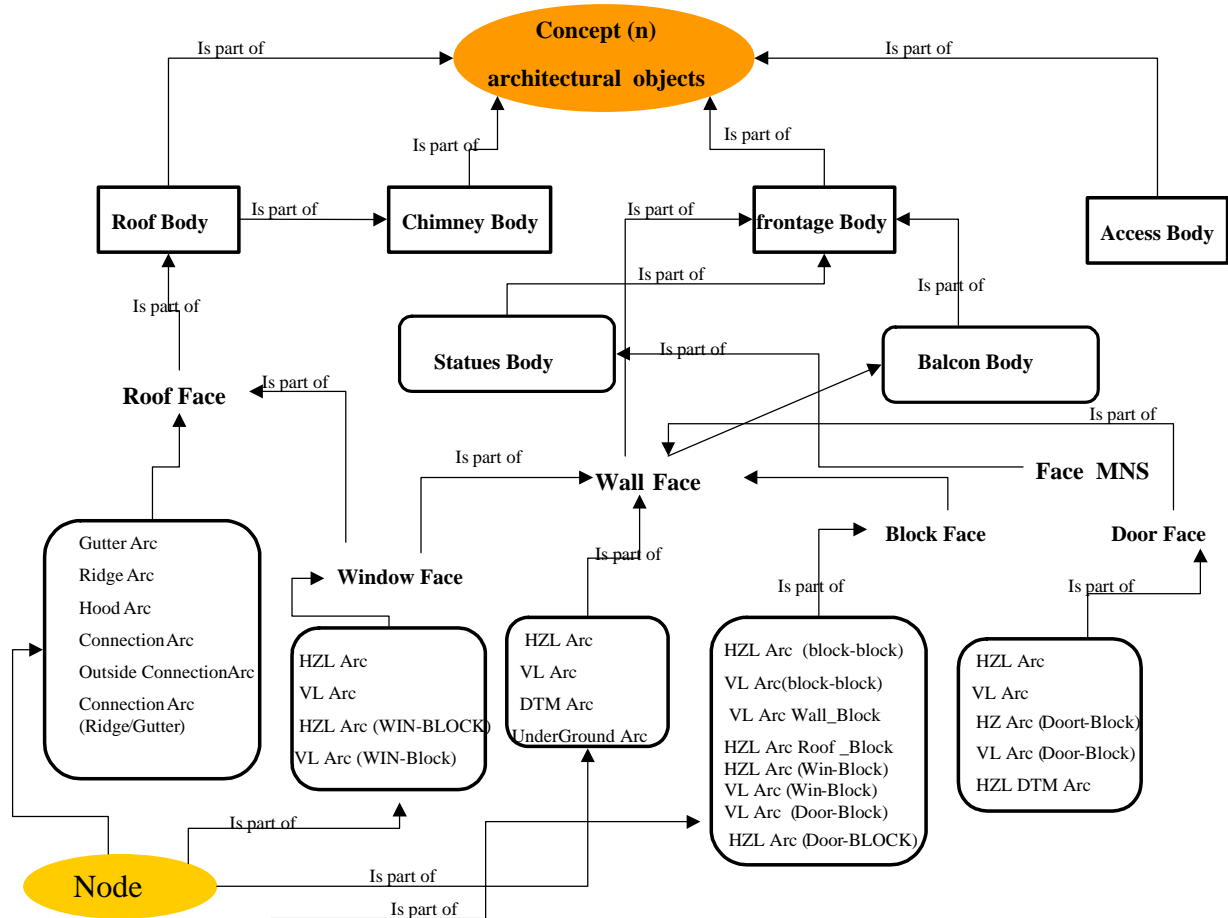 Concept (n)
architectural objects
Is part of
Is part of
Is part of
Is part of
Is part of
Roof Body
Is part of
Chimney Body
Is part of
frontage Body
Access Body
Is part of
Is part of
Is part of
Statues Body
Is part of
Balcon Body
Roof Face
Is part of
Is part of
Is part of
Wall Face
Face MNS
Block Face
Door Face
Window Face
Is part of
Is part of
Is part of
Gutter Arc
Ridge Arc
Hood Arc
Connection Arc
Outside ConnectionArc
Connection Arc
(Ridge/Gutter)
HZL Arc
VL Arc
HZL Arc (WIN-BLOCK)
VL Arc (WIN-Block)
HZL Arc
VL Arc
DTM Arc
UnderGround Arc
HZL Arc (block-block)
VL Arc(block-block)
VL Arc Wall_Block
HZL Arc Roof _Block
HZL Arc (Win-Block)
VL Arc (Win-Block)
VL Arc (Door-Block)
HZL Arc (Door-BLOCK)
HZL Arc
VL Arc
HZ Arc (Doort-Block)
VL Arc (Door-Block)
HZL DTM Arc
Is part of
Node
Is part of
Is part of